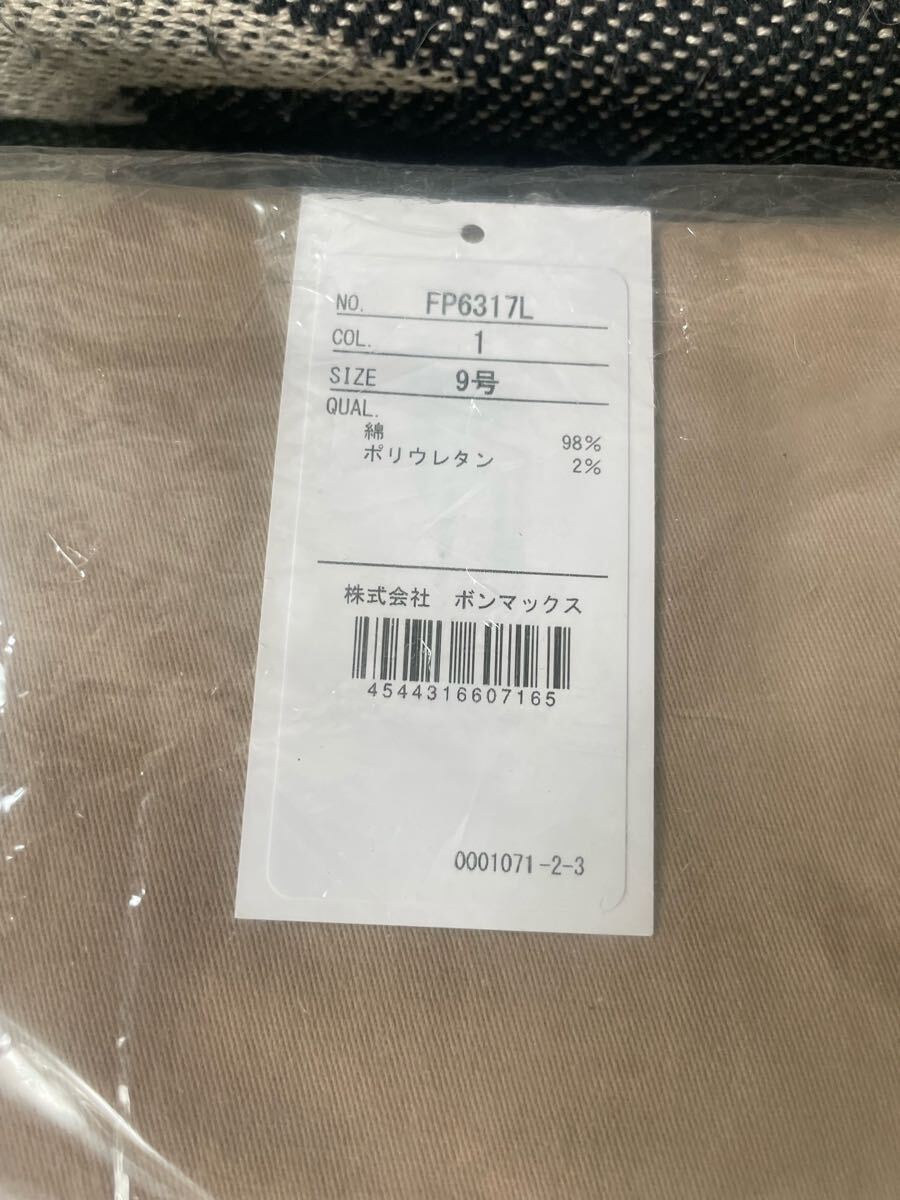 NO. FP6317L
COL. 1
SIZE 9号
QUAL.
綿 98%
ポリウレタン 2%
株式会社 ボンマックス
4544316607165
0001071-2-3